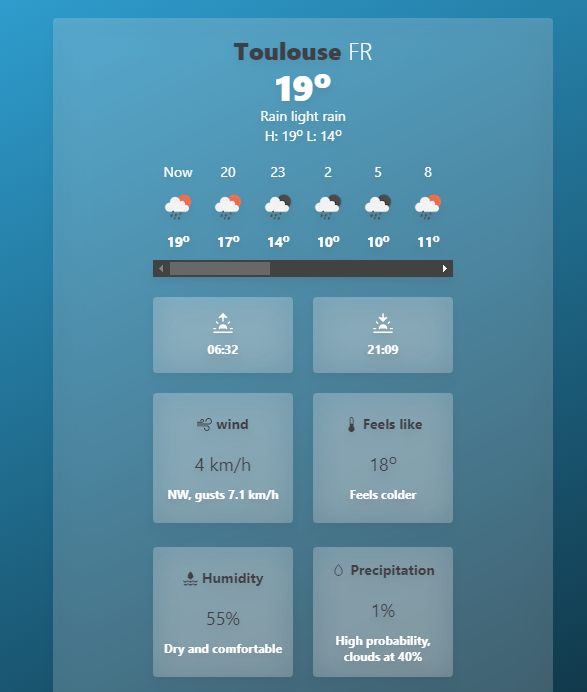 Toulouse FR
19º
Rain light rain
H: 19º L: 14º
Now 20 23 2 5 8
19º 17º 14º 10º 10º 11º
06:32 21:09
wind Feels like
4 km/h 18º
NW, gusts 7.1 km/h Feels colder
Humidity Precipitation
55% 1%
Dry and comfortable High probability,
clouds at 40%